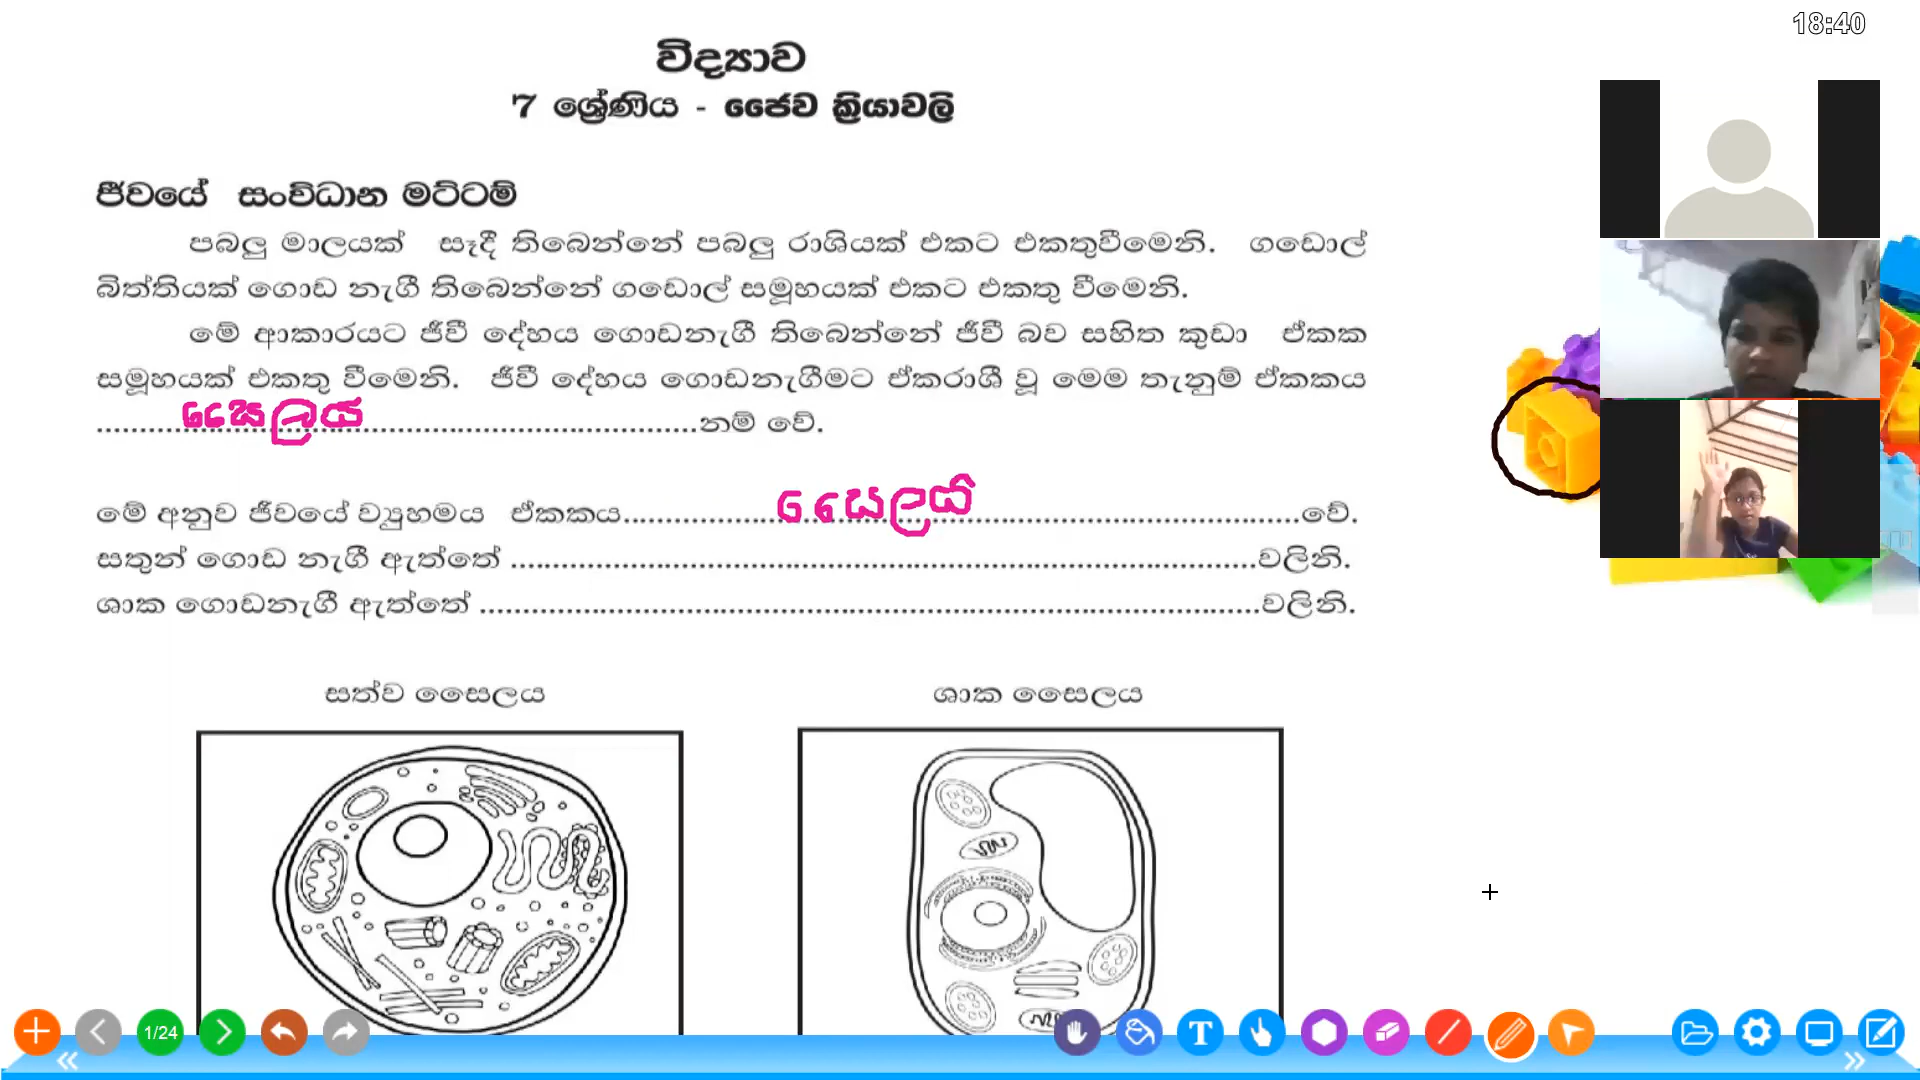 18:40
විද්‍යාව
7 ශ්‍රේණිය - ජෛව ක්‍රියාවලි
ජීවයේ සංවිධාන මට්ටම්
පබලු මාලයක් සෑදී තිබෙන්නේ පබලු රාශියක් එකට එකතුවීමෙනි. ගඩොල්
බිත්තියක් ගොඩ නැගී තිබෙන්නේ ගඩොල් සමූහයක් එකට එකතු වීමෙනි.
මේ ආකාරයට ජීවී දේහය ගොඩනැගී තිබෙන්නේ ජීවී බව සහිත කුඩා ඒකක
සමූහයක් එකතු වීමෙනි. ජීවී දේහය ගොඩනැගීමට ඒකරාශී වූ මෙම තැනුම් ඒකකය
සෛලය නම් වේ.
මේ අනුව ජීවයේ ව්‍යුහමය ඒකකය සෛලයයි වේ.
සතුන් ගොඩ නැගී ඇත්තේ ........ වලිනි.
ශාක ගොඩනැගී ඇත්තේ ........ වලිනි.
සත්ව සෛලය ශාක සෛලය
1/24 T